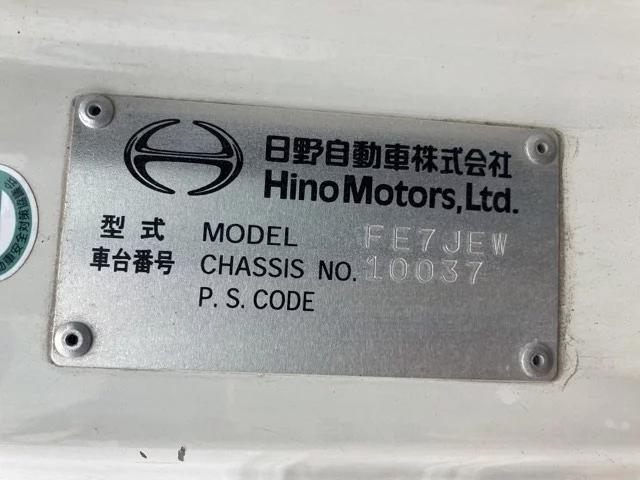 日野自動車株式会社
Hino Motors, Ltd.
型式 MODEL FE7JEW
車台番号 CHASSIS NO. 10037
P. S. CODE